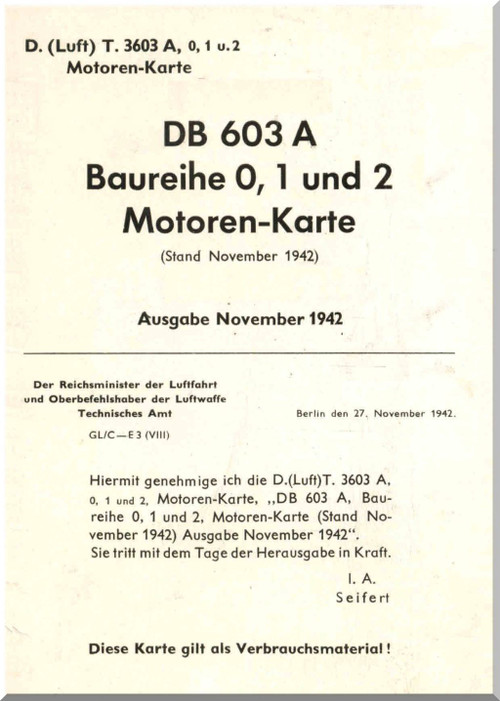 D. (Luft) T. 3603 A, 0, 1 u. 2
Motoren-Karte
DB 603 A
Baureihe 0, 1 und 2
Motoren-Karte
(Stand November 1942)
Ausgabe November 1942
Der Reichsminister der Luftfahrt
und Oberbefehlshaber der Luftwaffe
Technisches Amt
GL/C—E 3 (VIII)
Berlin den 27. November 1942.
Hiermit genehmige ich die D.(Luft)T. 3603 A,
0, 1 und 2, Motoren-Karte, „DB 603 A, Bau-
reihe 0, 1 und 2, Motoren-Karte (Stand No-
vember 1942) Ausgabe November 1942“.
Sie tritt mit dem Tage der Herausgabe in Kraft.
I. A.
Seifert
Diese Karte gilt als Verbrauchsmaterial !